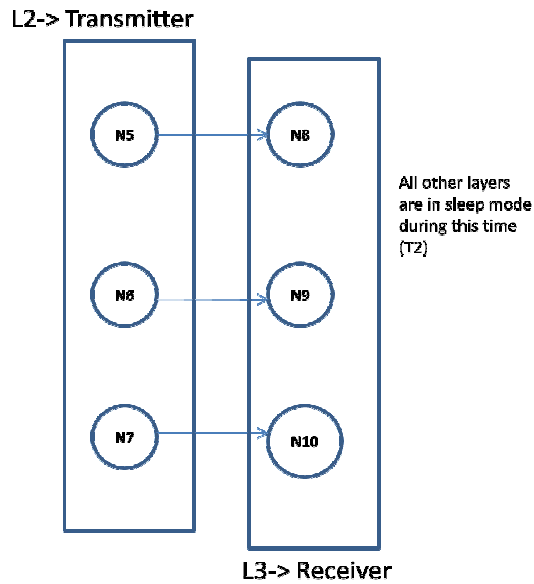 L2-> Transmitter
N5
N8
All other layers
are in sleep mode
during this time
(T2)
N6
N9
N7
N10
L3-> Receiver